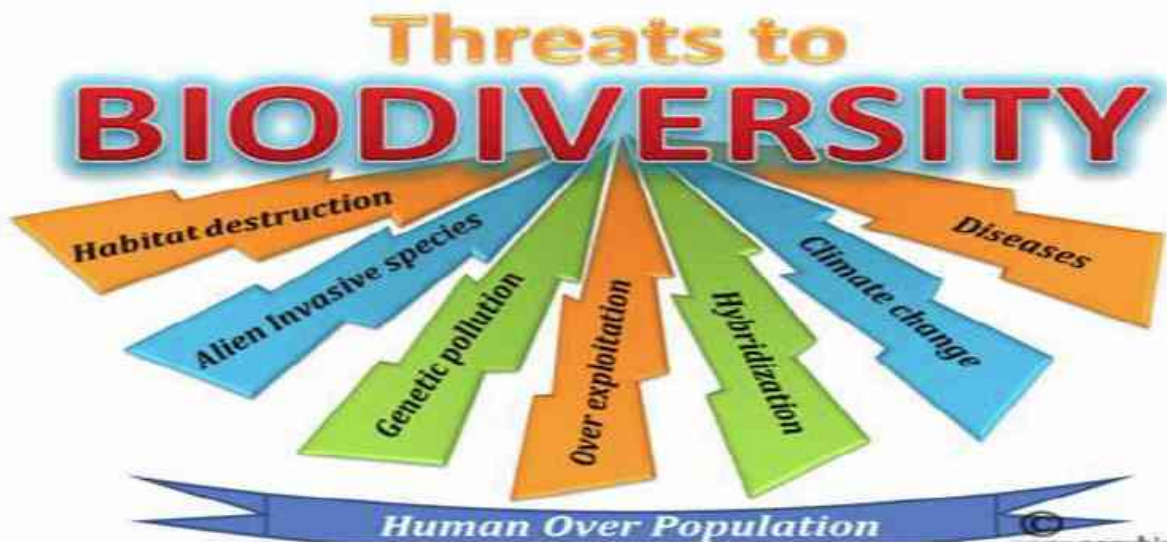 Threats to
BIODIVERSITY
Habitat destruction
Alien Invasive species
Genetic pollution
Over exploitation
Hybridization
Climate change
Diseases
Human Over Population
©